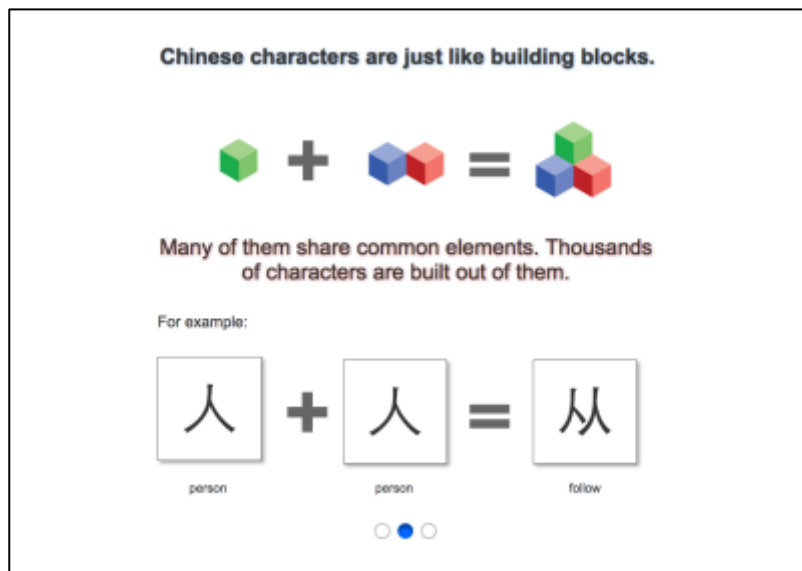 Chinese characters are just like building blocks.
+ =
Many of them share common elements. Thousands
of characters are built out of them.
For example:
人 + 人 = 从
person person follow